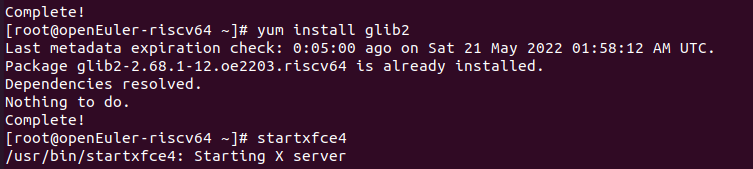 Complete!
[root@openEuler-riscv64 ~]# yum install glib2
Last metadata expiration check: 0:05:00 ago on Sat 21 May 2022 01:58:12 AM UTC.
Package glib2-2.68.1-12.oe2203.riscv64 is already installed.
Dependencies resolved.
Nothing to do.
Complete!
[root@openEuler-riscv64 ~]# startxfce4
/usr/bin/startxfce4: Starting X server